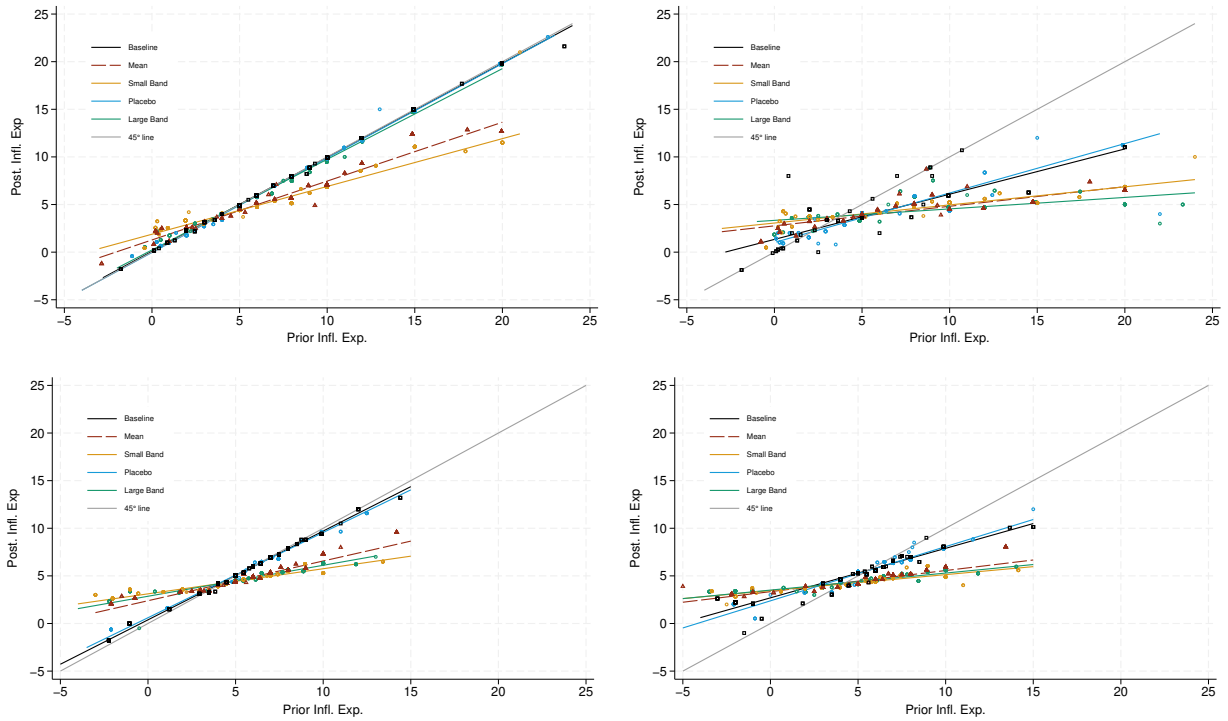 25
20
15
10
5
0
−5
Post. Infl. Exp
Baseline
Mean
Small Band
Placebo
Large Band
45° line
−5 0 5 10 15 20 25
Prior Infl. Exp.
25
20
15
10
5
0
−5
Post. Infl. Exp
Baseline
Mean
Small Band
Placebo
Large Band
45° line
−5 0 5 10 15 20 25
Prior Infl. Exp.
25
20
15
10
5
0
−5
Post. Infl. Exp
Baseline
Mean
Small Band
Placebo
Large Band
45° line
−5 0 5 10 15 20 25
Prior Infl. Exp.
25
20
15
10
5
0
−5
Post. Infl. Exp
Baseline
Mean
Small Band
Placebo
Large Band
45° line
−5 0 5 10 15 20 25
Prior Infl. Exp.